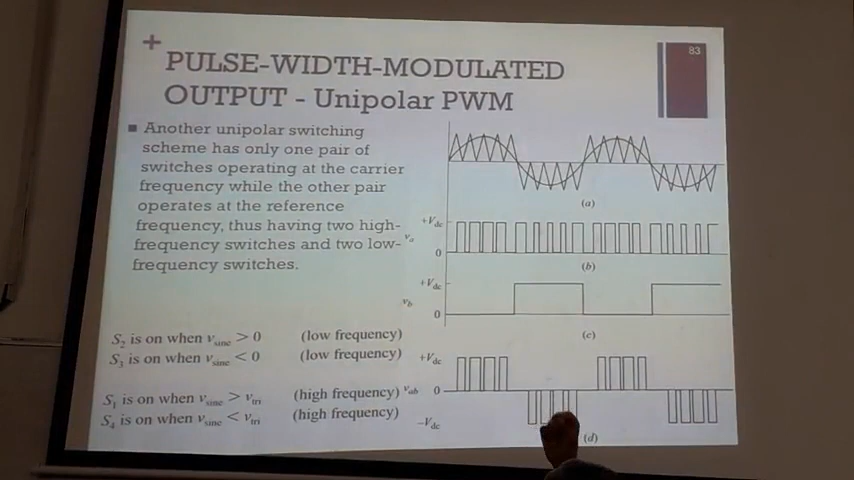 83
+
PULSE-WIDTH-MODULATED
OUTPUT - Unipolar PWM
■ Another unipolar switching
scheme has only one pair of
switches operating at the carrier
frequency while the other pair
operates at the reference
frequency, thus having two high-
frequency switches and two low-
frequency switches.
S₂ is on when v_sine > 0 (low frequency)
S₃ is on when v_sine < 0 (low frequency)
S₁ is on when v_sine > v_tri (high frequency)
S₄ is on when v_sine < v_tri (high frequency)
(a)
+V_dc
v_a
0
(b)
+V_dc
v_b
0
(c)
+V_dc
v_ab 0
−V_dc
(d)